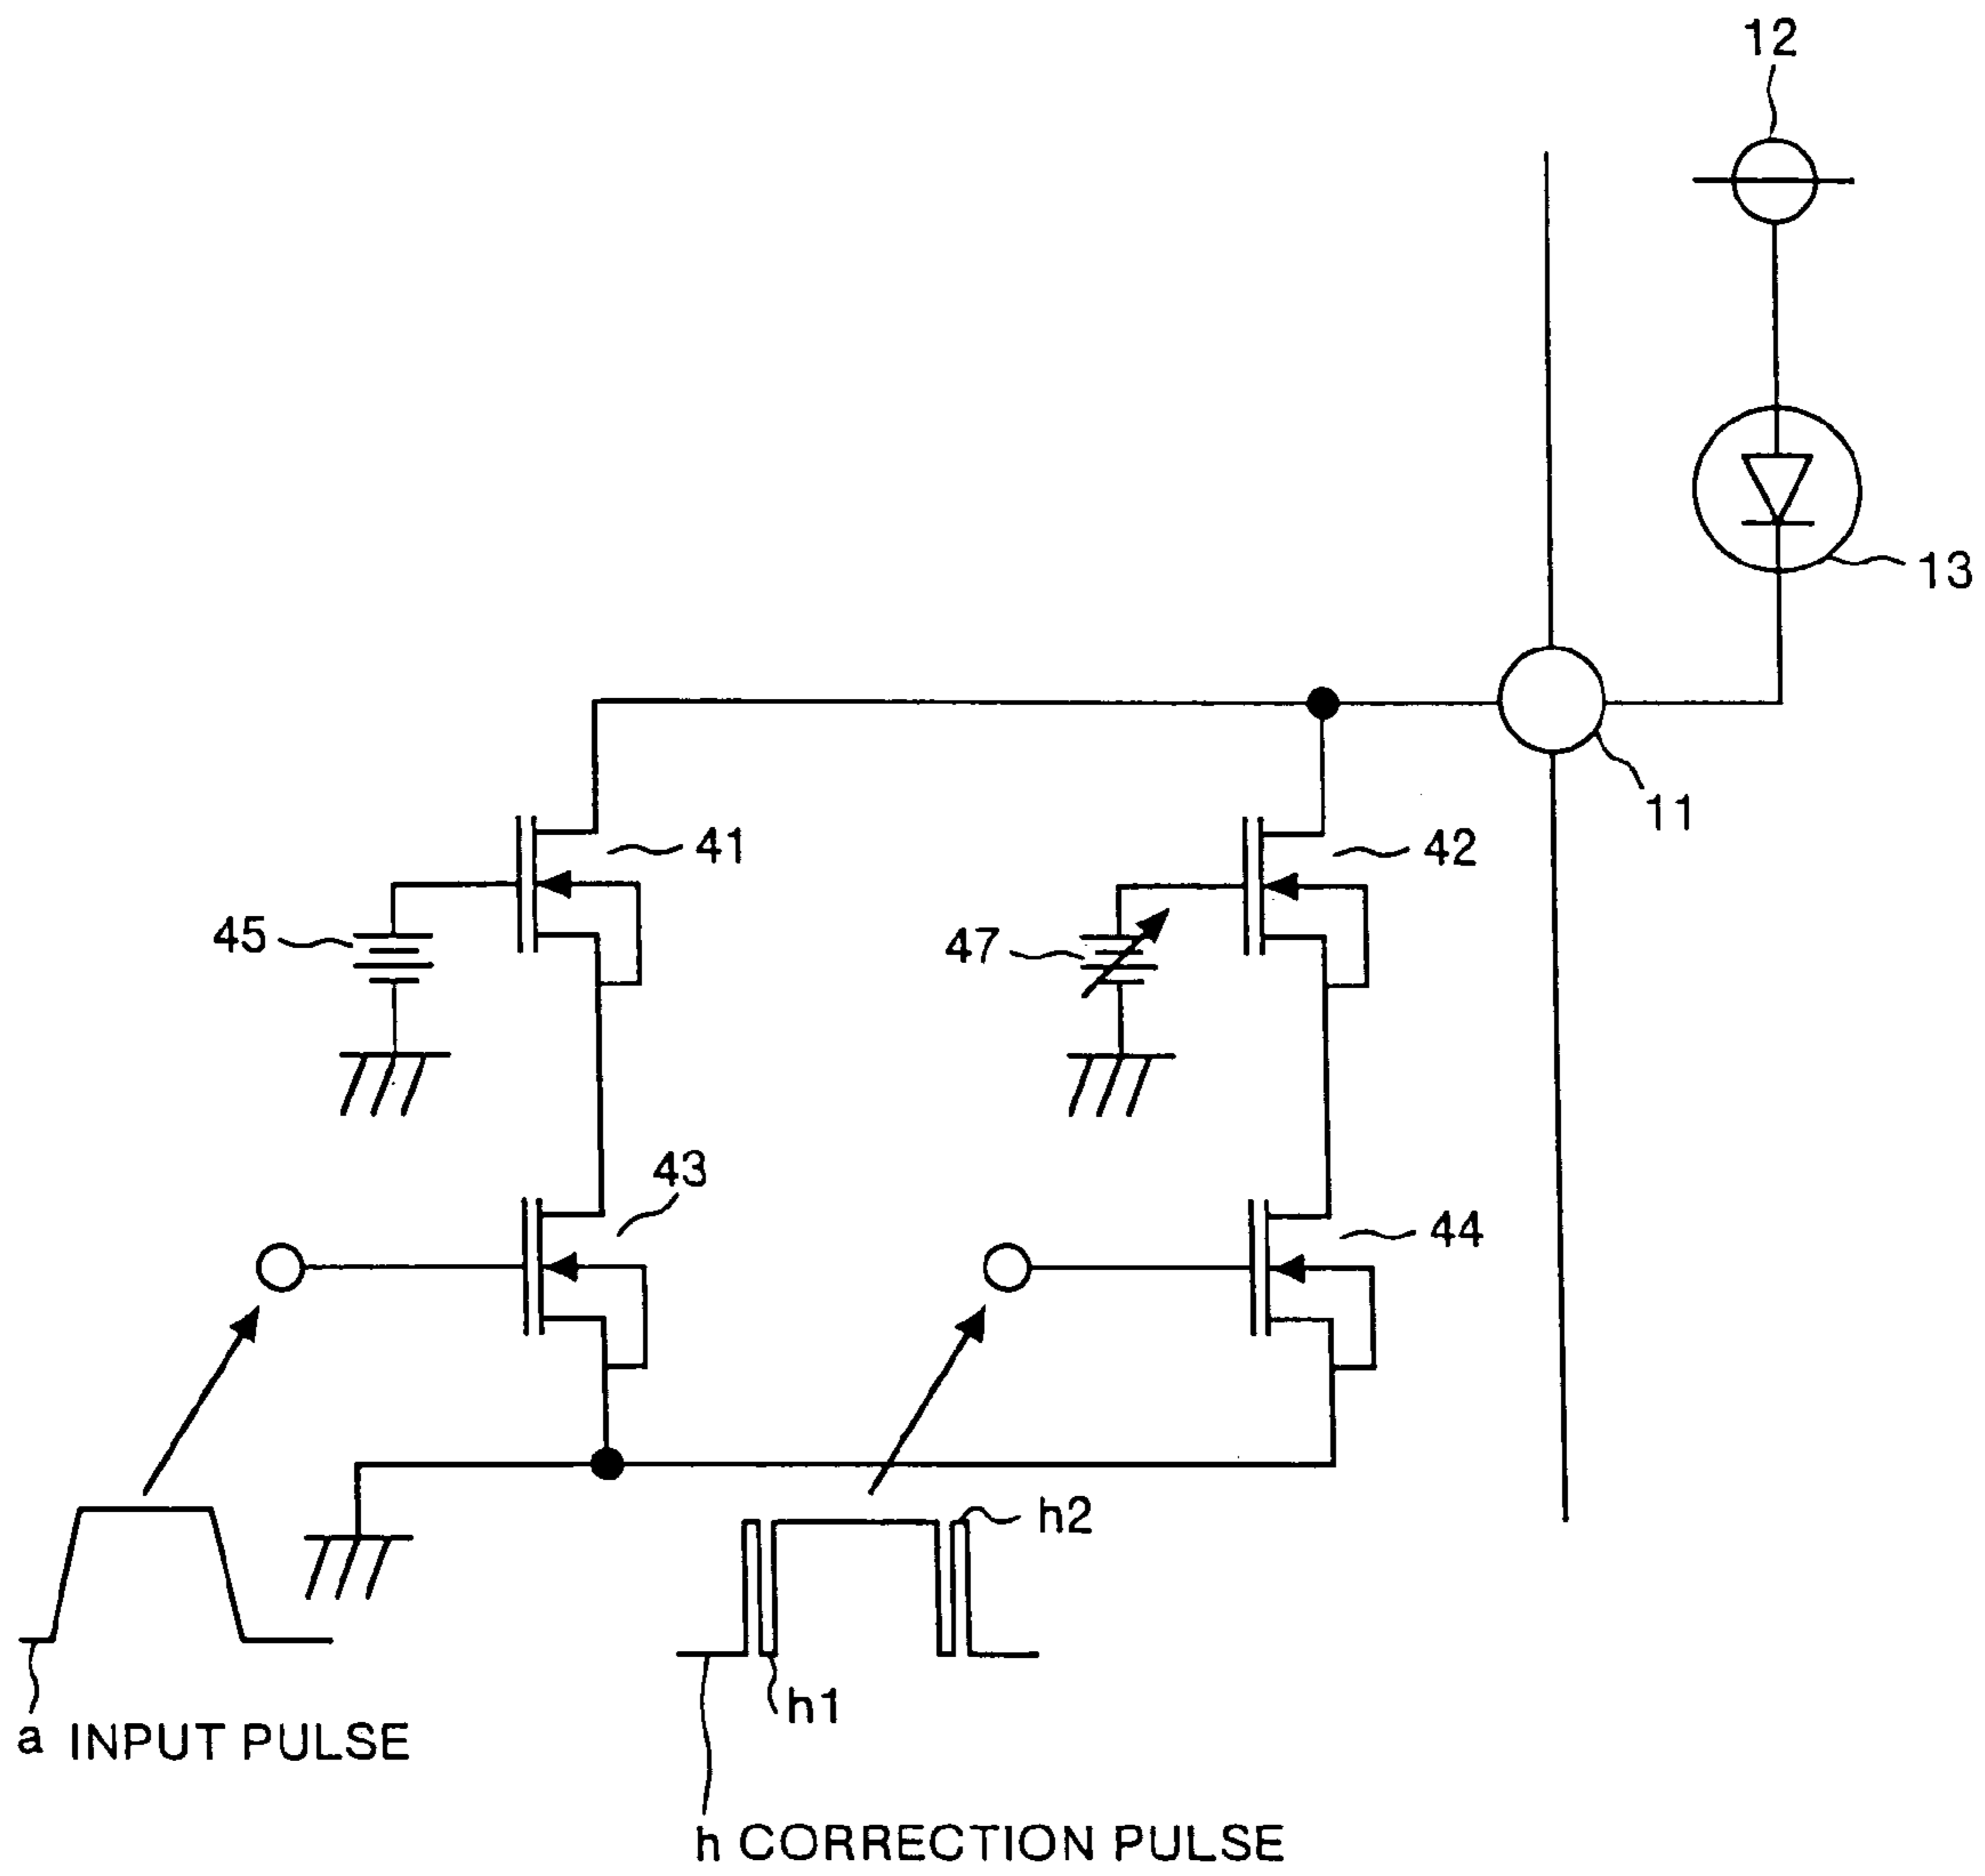 12
13
11
41
42
45
47
43
44
h2
h1
a INPUT PULSE
h CORRECTION PULSE